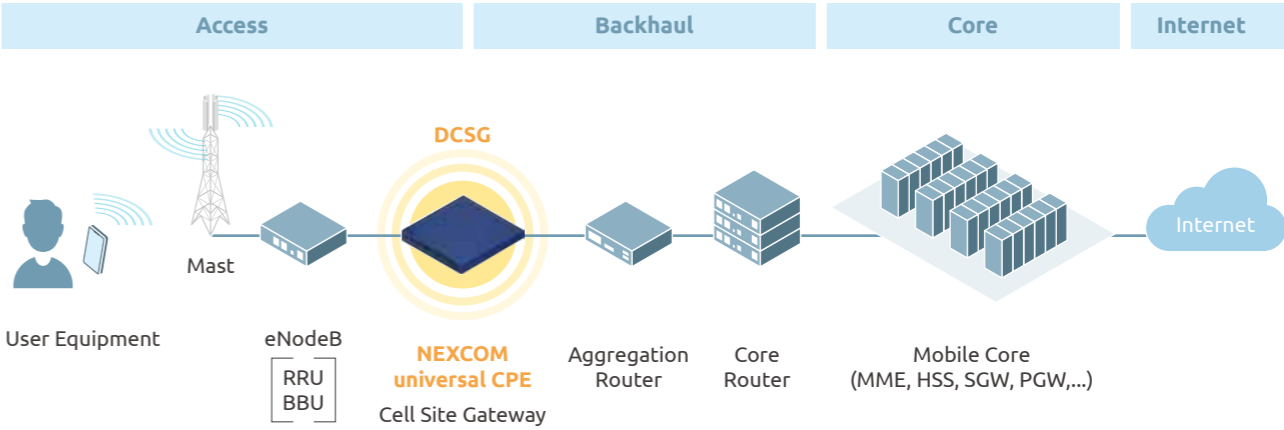 Access
Backhaul
Core
Internet
DCSG
Internet
Mast
User Equipment
eNodeB
RRU
BBU
NEXCOM
universal CPE
Cell Site Gateway
Aggregation
Router
Core
Router
Mobile Core
(MME, HSS, SGW, PGW,...)